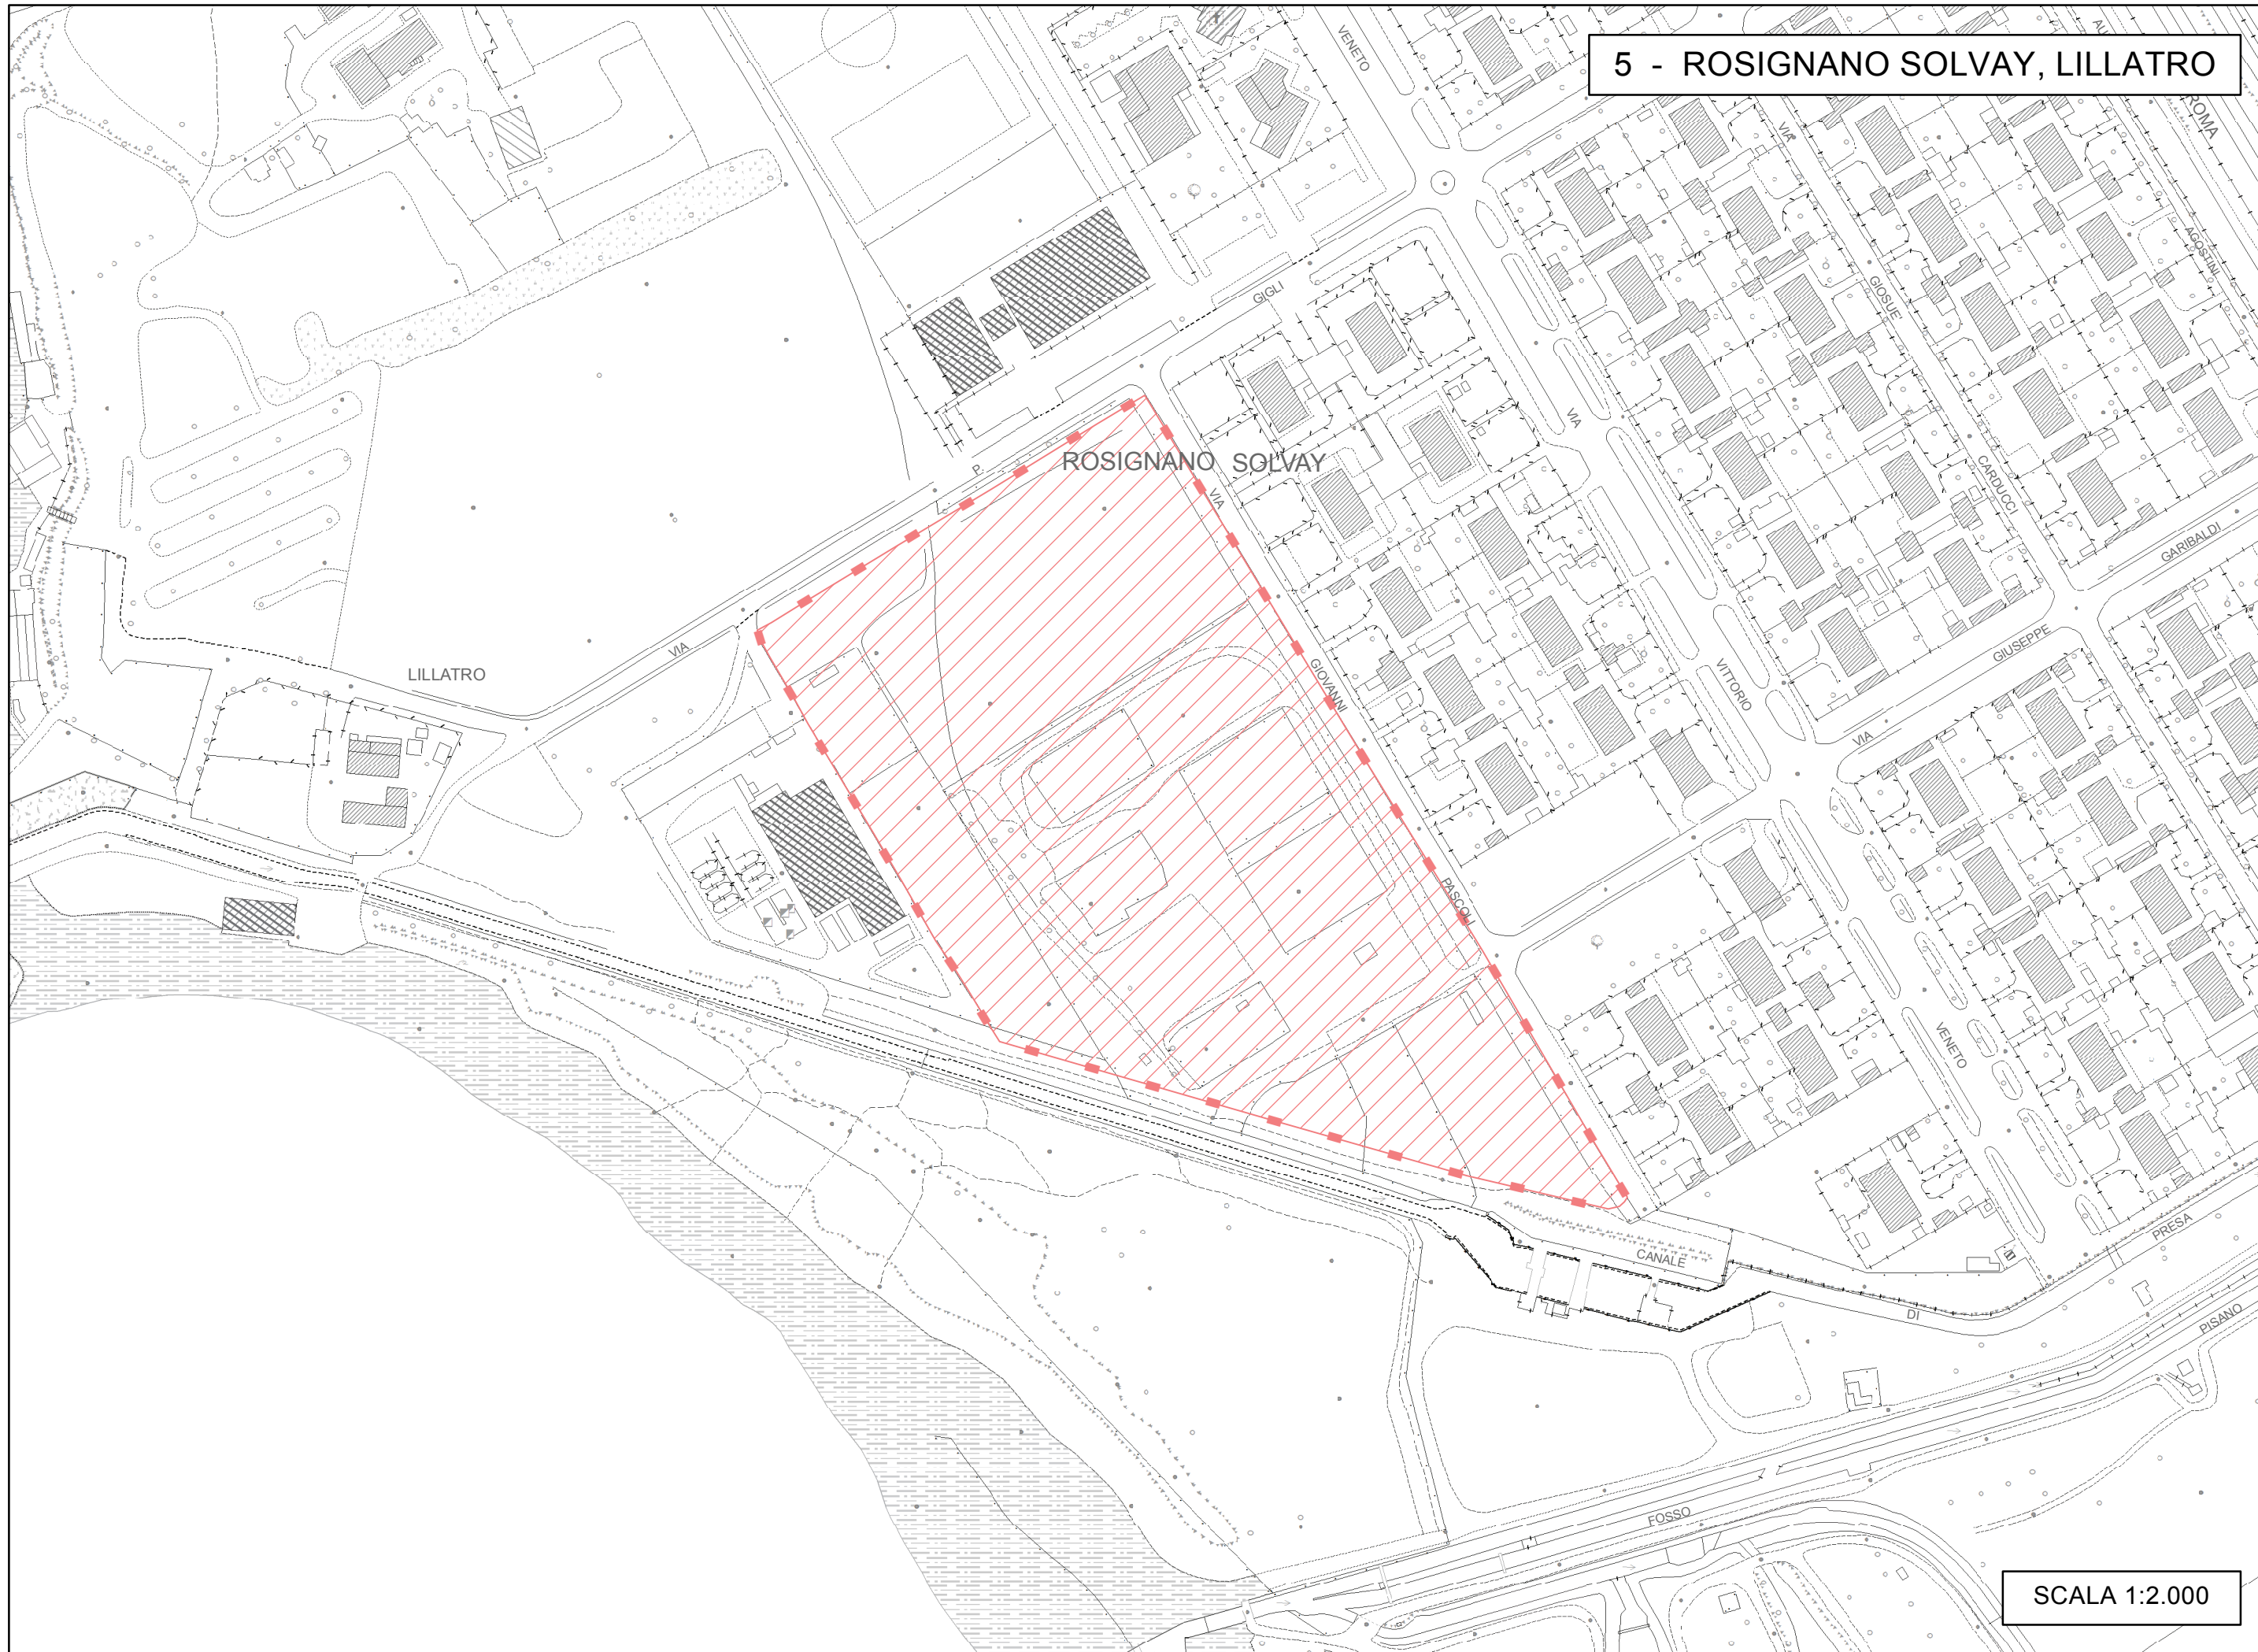 5 - ROSIGNANO SOLVAY, LILLATRO
VENETO
VIA
ROMA
AGOSTINI
GIOSUE'
GIGLI
VIA
P.
ROSIGNANO SOLVAY
VIA
CARDUCCI
GARIBALDI
VIA
LILLATRO
GIOVANNI
VITTORIO
GIUSEPPE
VIA
PASCOLI
VENETO
PRESA
CANALE
DI
PISANO
FOSSO
SCALA 1:2.000